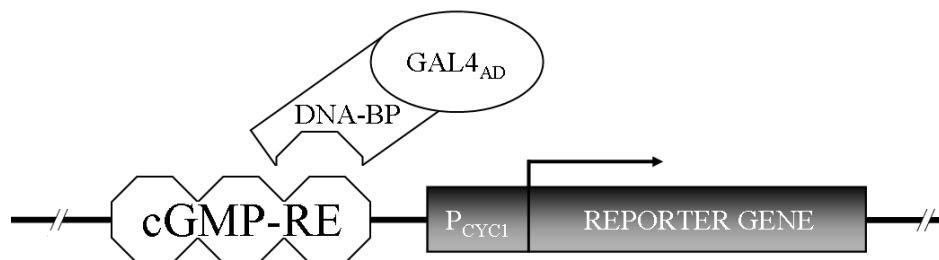 GAL4AD
DNA-BP
cGMP-RE
PCYC1 REPORTER GENE